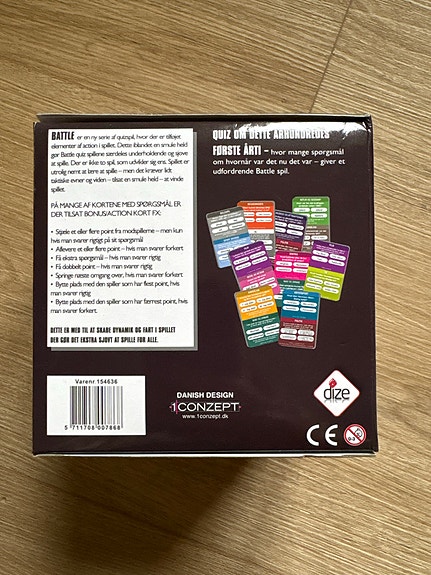 BATTLE er en ny serie af quizspil, hvor der er tilføjet
elementer af action i spillet. Dette iblandet en smule held
gør Battle quiz spillene særdeles underholdende og sjove
at spille. Der er ikke to spil, som udvikler sig ens. Spillet er
utrolig nemt at lære at spille – men det kræver lidt
taktiske evner og viden – tilsat en smule held – at vinde
spillet.
PÅ MANGE AF KORTENE MED SPØRGSMÅL ER
DER TILSAT BONUS/ACTION KORT FX:
• Stjæle et eller flere point fra modspillerne – men kun
hvis man svarer rigtigt på sit spørgsmål
• Aflevere et eller flere point – hvis man svarer forkert
• Få ekstra spørgsmål – hvis man svarer rigtig
• Få dobbelt point – hvis man svarer rigtig
• Springe næste omgang over, hvis man svarer forkert
• Bytte plads med den spiller som har flest point, hvis
man svarer rigtig
• Bytte plads med den spiller som har færrest point, hvis
man svarer forkert.
DETTE ER MED TIL AT SKABE DYNAMIK OG FART I SPILLET
DER GØR DET EKSTRA SJOVT AT SPILLE FOR ALLE.
QUIZ OM DETTE ÅRHUNDREDES
FØRSTE ÅRTI – hvor mange spørgsmål
om hvornår var det nu det var – giver et
udfordrende Battle spil.
Varenr. 154636
5 711708 007868
DANISH DESIGN
1CONZEPT
www.1conzept.dk
dize
CE
0-3